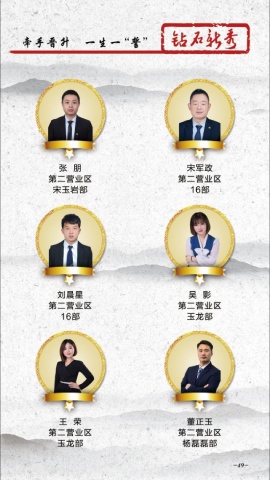 牵手晋升 一生一“誓”
钻石新秀
张 朋
第二营业区
宋玉岩部
宋军政
第二营业区
16部
刘晨星
第二营业区
16部
吴 影
第二营业区
玉龙部
王 荣
第二营业区
玉龙部
董正玉
第二营业区
杨磊磊部
-49-